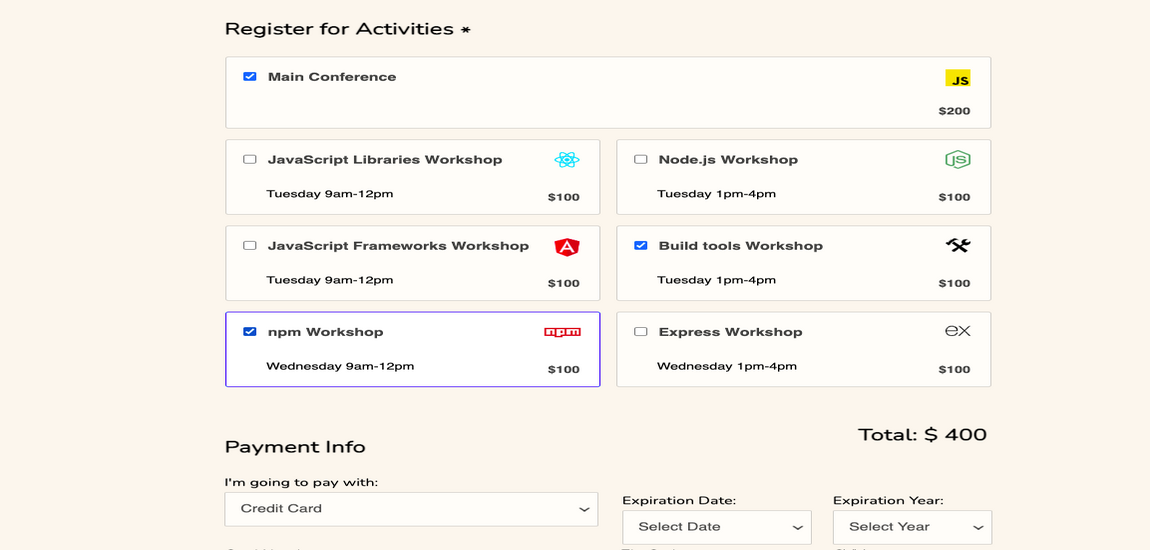 Register for Activities *
Main Conference
JS
$200
JavaScript Libraries Workshop
Tuesday 9am-12pm
$100
Node.js Workshop
JS
Tuesday 1pm-4pm
$100
JavaScript Frameworks Workshop
A
Tuesday 9am-12pm
$100
Build tools Workshop
Tuesday 1pm-4pm
$100
npm Workshop
npm
Wednesday 9am-12pm
$100
Express Workshop
ex
Wednesday 1pm-4pm
$100
Total: $ 400
Payment Info
I'm going to pay with:
Credit Card
Expiration Date:
Select Date
Expiration Year:
Select Year